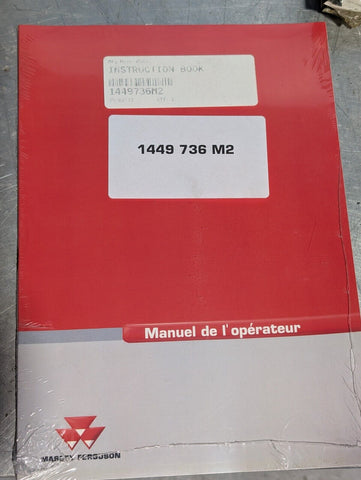 INSTRUCTION BOOK
1449736M2
1449 736 M2
Manuel de l'opérateur
MASSEY FERGUSON